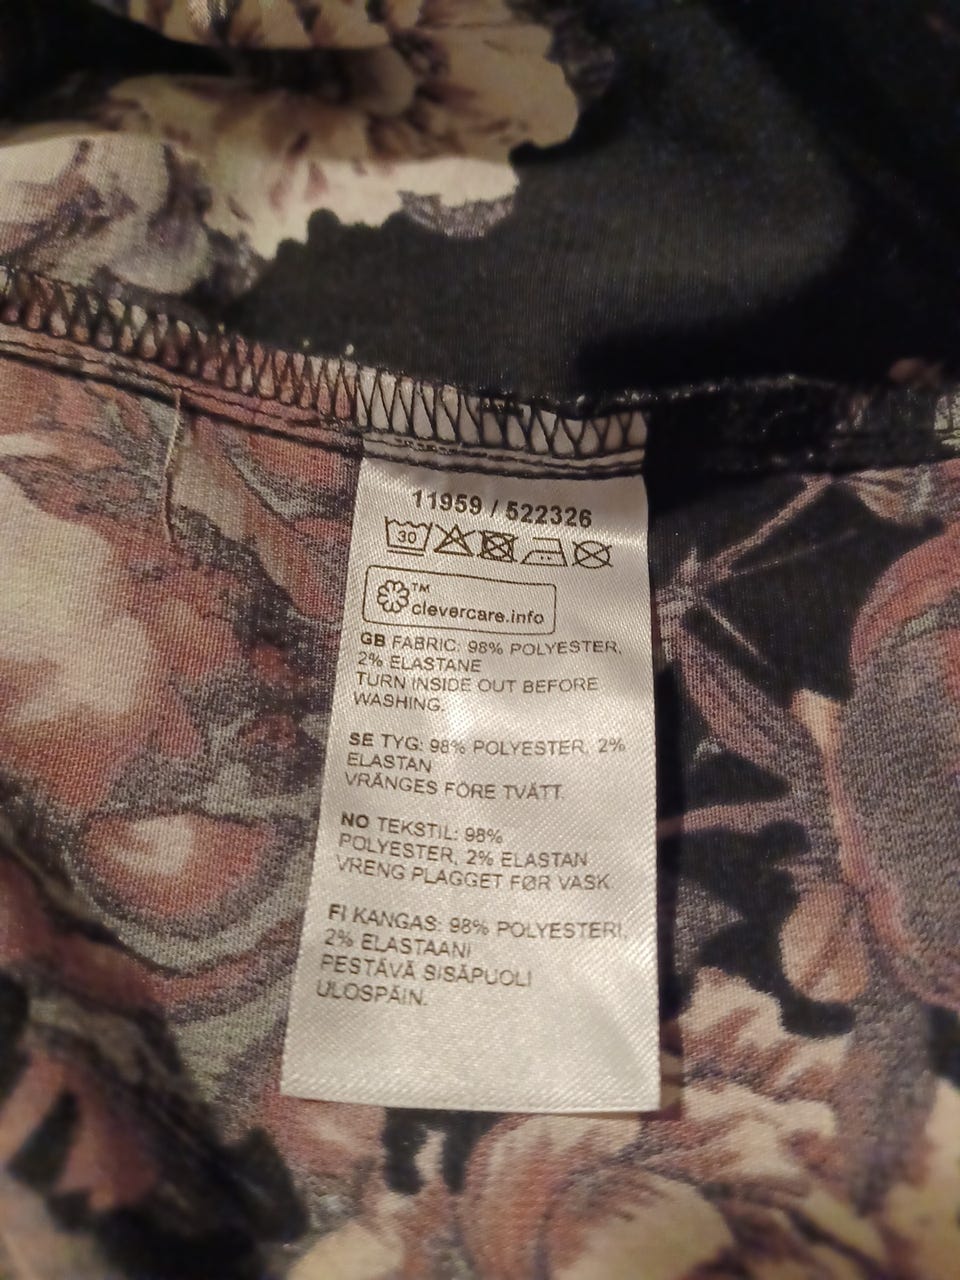 11959 / 522326
30
™
clevercare.info
GB FABRIC: 98% POLYESTER,
2% ELASTANE
TURN INSIDE OUT BEFORE
WASHING.
SE TYG: 98% POLYESTER, 2%
ELASTAN
VRÄNGES FÖRE TVÄTT.
NO TEKSTIL: 98%
POLYESTER, 2% ELASTAN
VRENG PLAGGET FØR VASK.
FI KANGAS: 98% POLYESTERI,
2% ELASTAANI
PESTÄVÄ SISÄPUOLI
ULOSPÄIN.